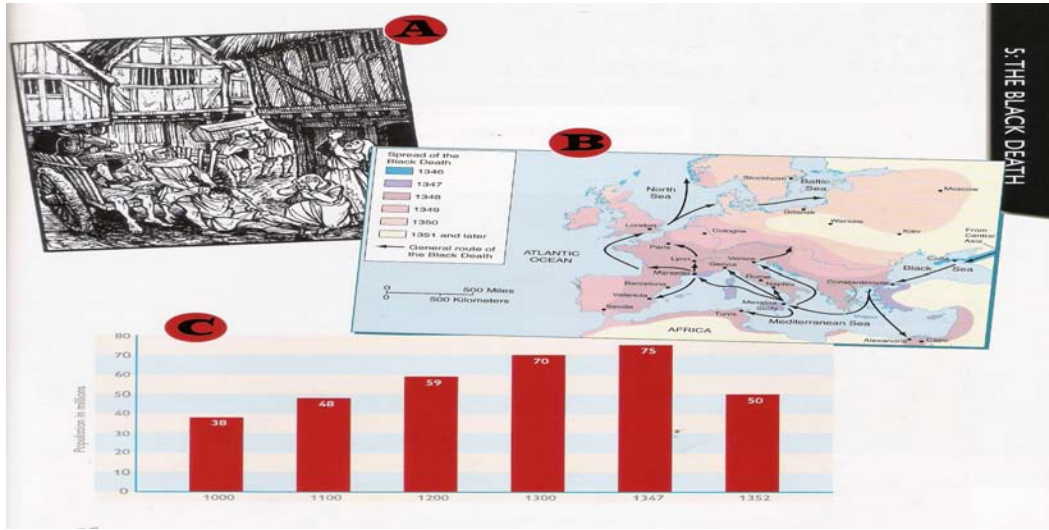 A
5: THE BLACK DEATH
B
Spread of the
Black Death
1346
1347
1348
1349
1350
1351 and later
General route of
the Black Death
0 500 Miles
0 500 Kilometers
North
Sea
Stockholm
Baltic
Sea
Moscow
Gdansk
Warsaw
London
Cologne
Kiev
From
Central
Asia
Paris
ATLANTIC
OCEAN
Lyon
Venice
Genoa
Caffa
Black
Sea
Marseille
Barcelona
Rome
Naples
Constantinople
Valencia
Messina
Sicily
Seville
Tunis
Mediterranean Sea
AFRICA
Alexandria
Cairo
C
Population in millions
80
70
60
50
40
30
20
10
0
38
48
59
70
75
50
1000
1100
1200
1300
1347
1352